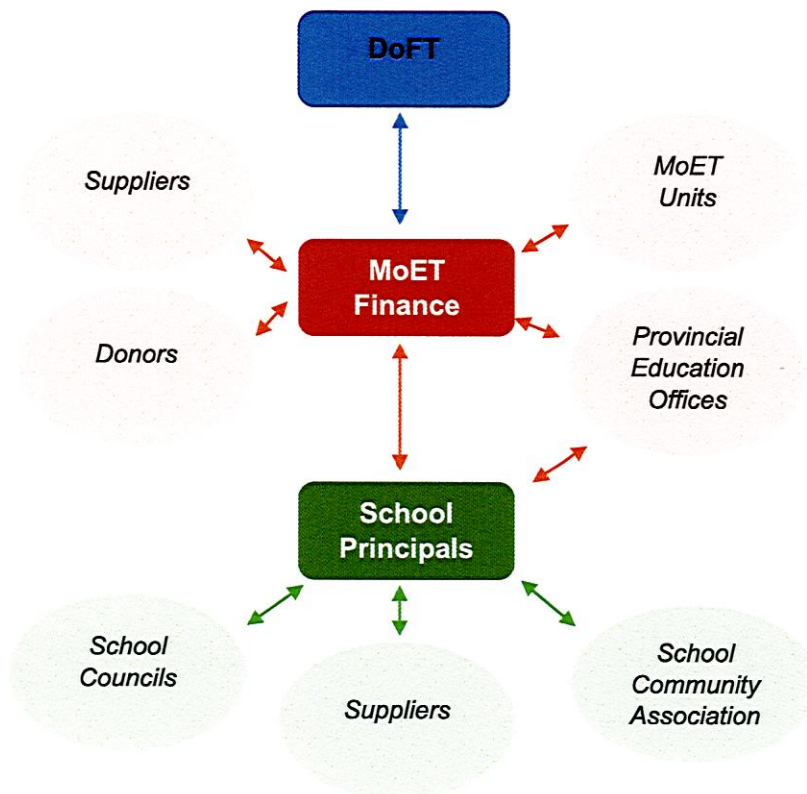 DoFT
Suppliers
MoET
Units
MoET
Finance
Donors
Provincial
Education
Offices
School
Principals
School
Councils
Suppliers
School
Community
Association